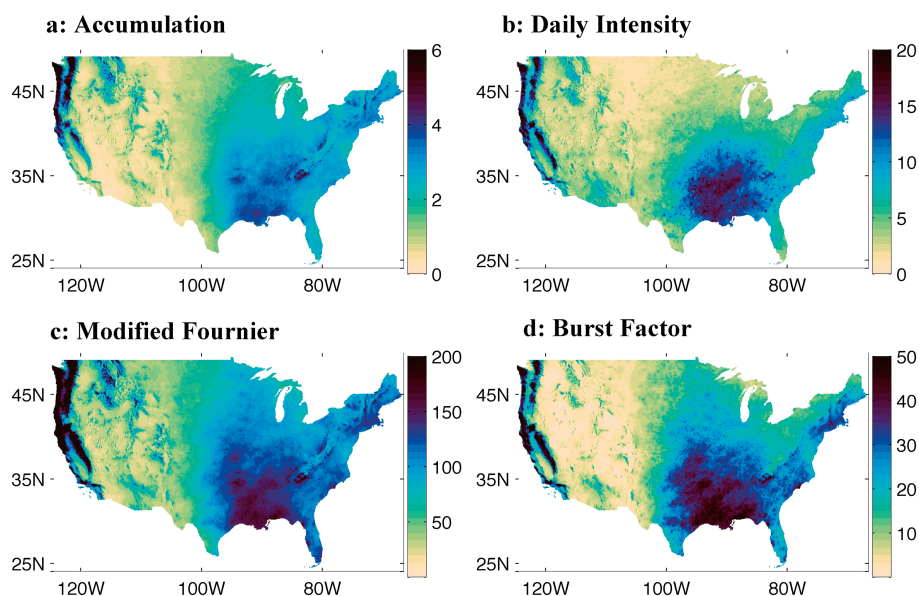 a: Accumulation
b: Daily Intensity
6
4
2
0
20
15
10
5
0
45N
35N
25N
120W 100W 80W
45N
35N
25N
120W 100W 80W
c: Modified Fournier
d: Burst Factor
200
150
100
50
50
40
30
20
10
45N
35N
25N
120W 100W 80W
45N
35N
25N
120W 100W 80W